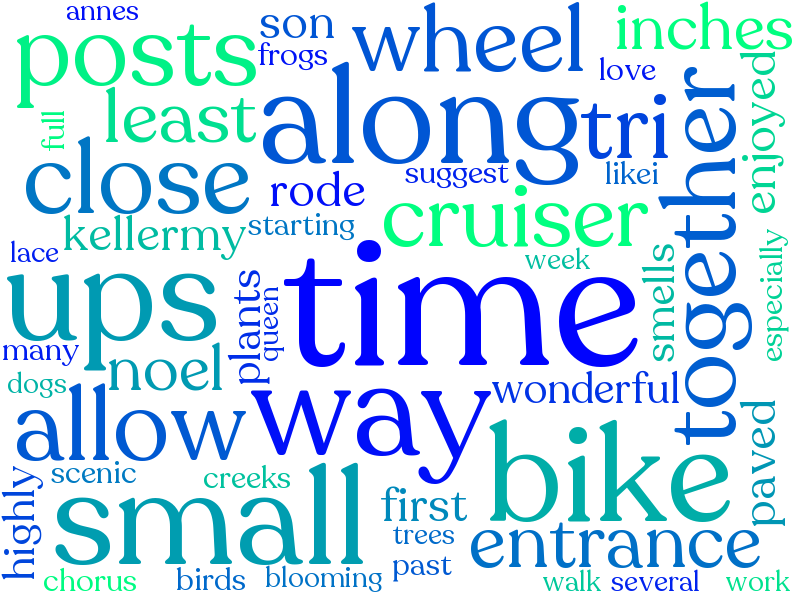 annes
posts
son
frogs
wheel
inches
love
full
least
along
tri
together
enjoyed
close
rode
suggest
likei
kellermy
starting
cruiser
lace
ups
plants
queen
time
week
smells
especially
many
dogs
noel
way
wonderful
allow
paved
highly
scenic
small
creeks
first
bike
entrance
trees
past
chorus
birds
blooming
walk
several
work